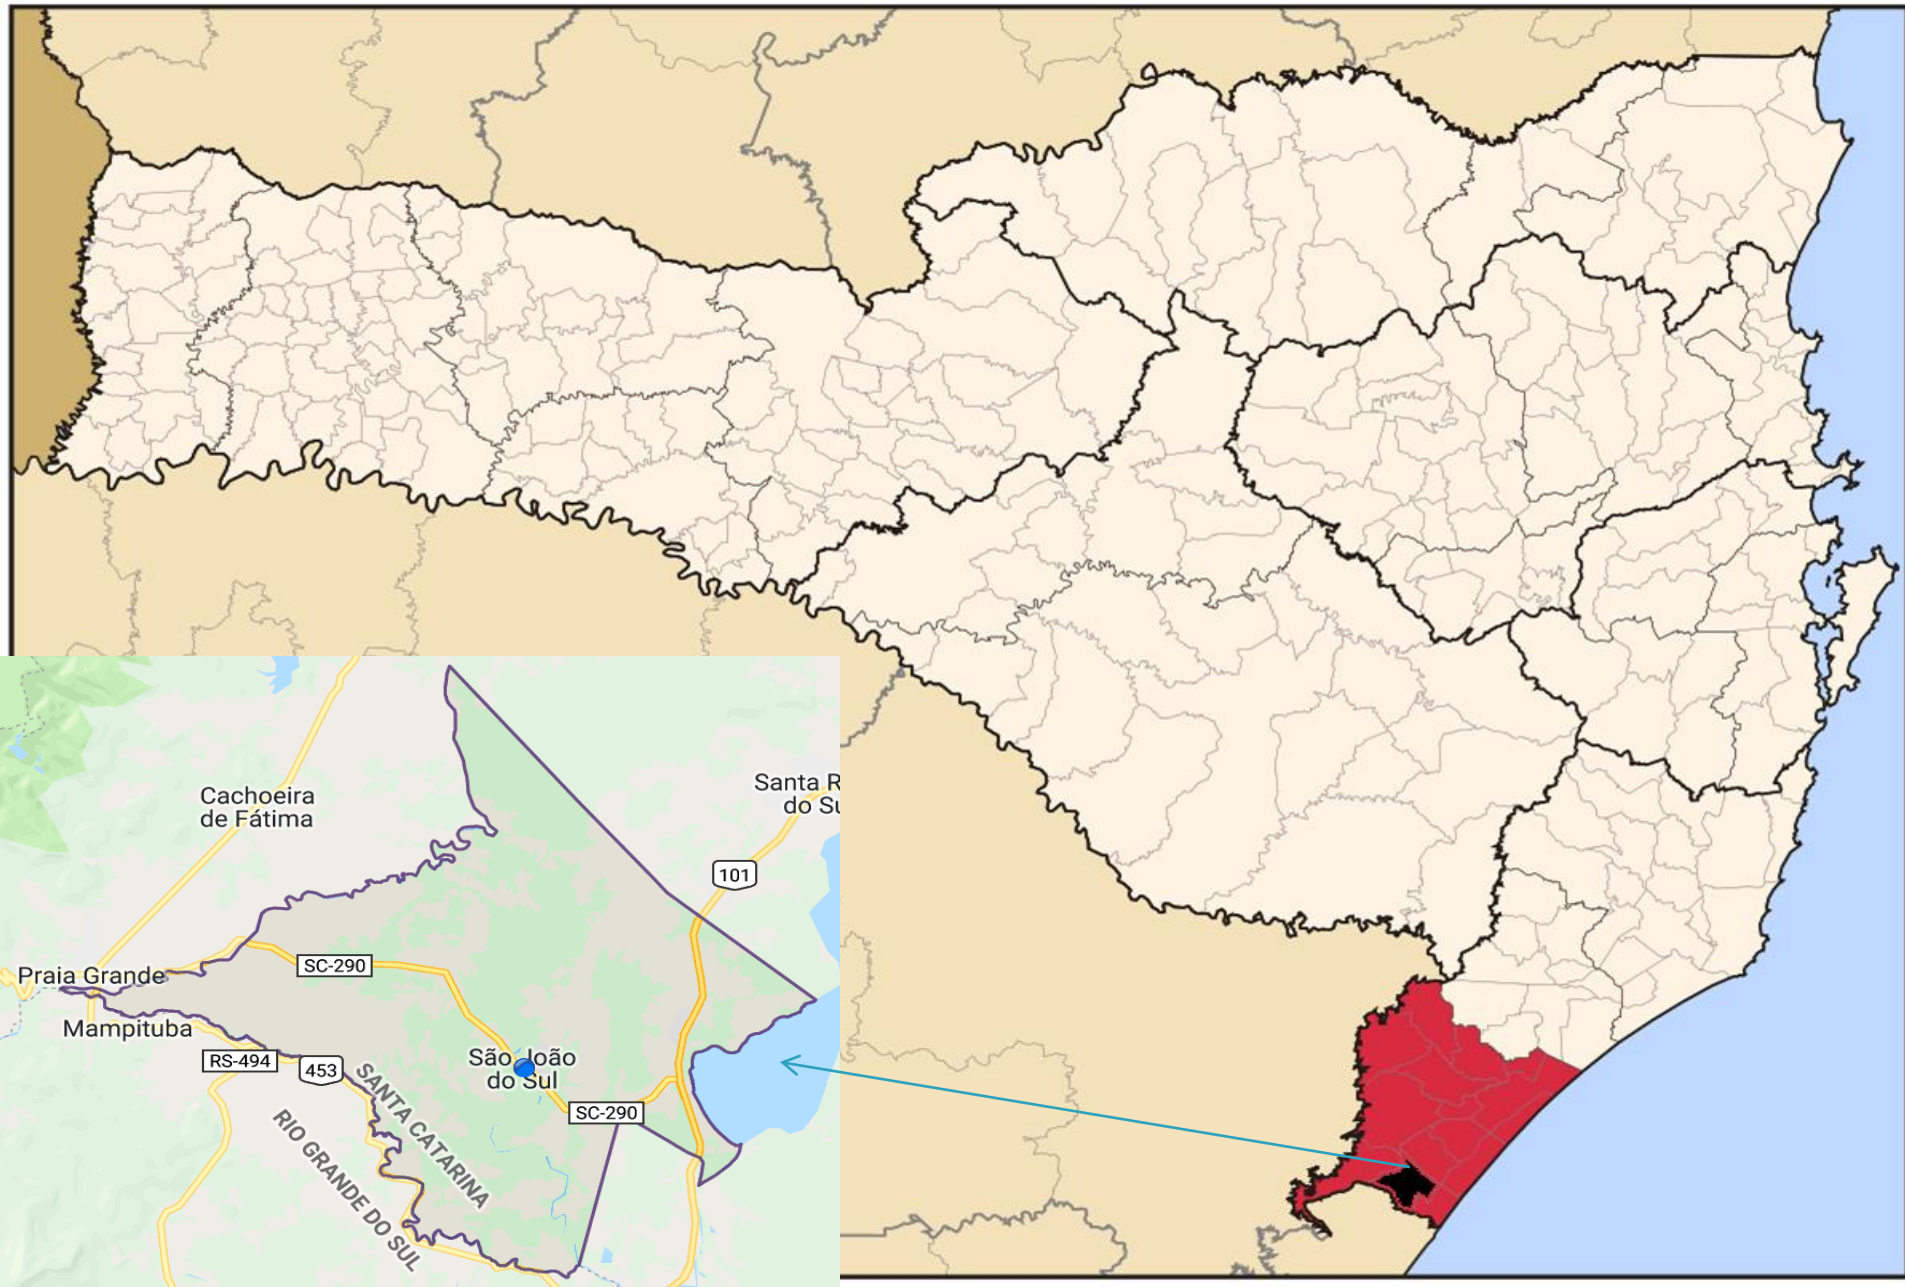 Cachoeira
de Fátima
Santa R
do Su
101
SC-290
Praia Grande
Mampituba
RS-494
453
São João
do Sul
SC-290
SANTA CATARINA
RIO GRANDE DO SUL